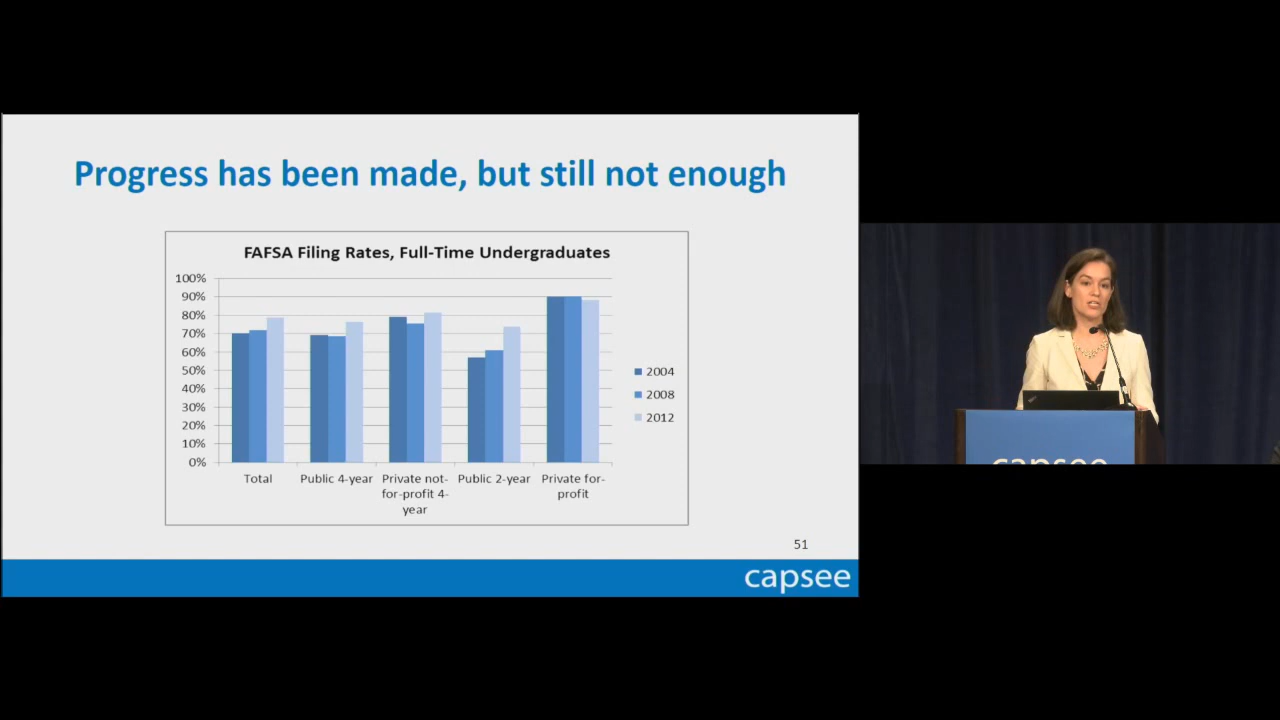 Progress has been made, but still not enough
FAFSA Filing Rates, Full-Time Undergraduates
100%
90%
80%
70%
60%
50%
40%
30%
20%
10%
0%
Total
Public 4-year
Private not-
for-profit 4-
year
Public 2-year
Private for-
profit
2004
2008
2012
51
capsee
capsee